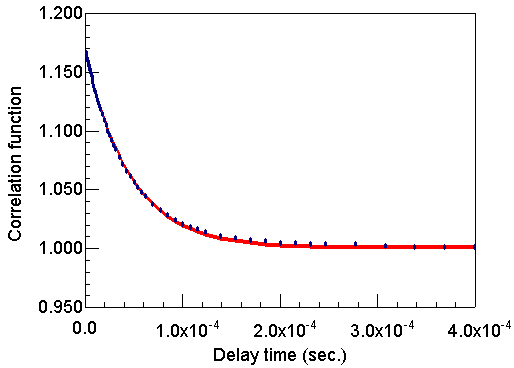 1.200
1.150
1.100
1.050
1.000
0.950
Correlation function
0.0
1.0x10⁻⁴
2.0x10⁻⁴
3.0x10⁻⁴
4.0x10⁻⁴
Delay time (sec.)